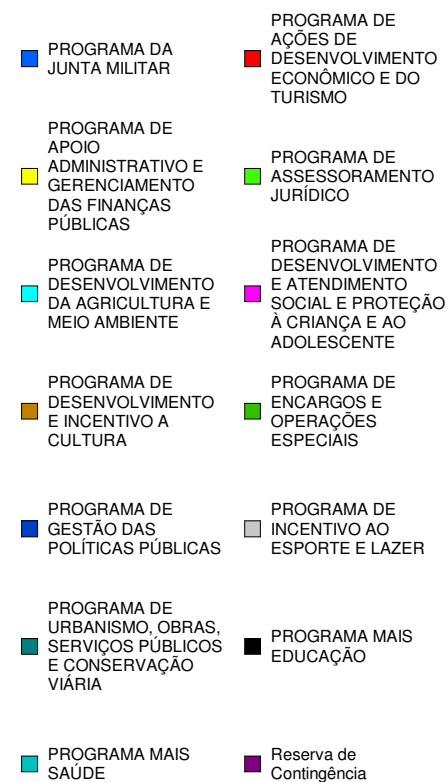 PROGRAMA DA
JUNTA MILITAR
PROGRAMA DE
AÇÕES DE
DESENVOLVIMENTO
ECONÔMICO E DO
TURISMO
PROGRAMA DE
APOIO
ADMINISTRATIVO E
GERENCIAMENTO
DAS FINANÇAS
PÚBLICAS
PROGRAMA DE
ASSESSORAMENTO
JURÍDICO
PROGRAMA DE
DESENVOLVIMENTO
DA AGRICULTURA E
MEIO AMBIENTE
PROGRAMA DE
DESENVOLVIMENTO
E ATENDIMENTO
SOCIAL E PROTEÇÃO
À CRIANÇA E AO
ADOLESCENTE
PROGRAMA DE
DESENVOLVIMENTO
E INCENTIVO A
CULTURA
PROGRAMA DE
ENCARGOS E
OPERAÇÕES
ESPECIAIS
PROGRAMA DE
GESTÃO DAS
POLÍTICAS PÚBLICAS
PROGRAMA DE
INCENTIVO AO
ESPORTE E LAZER
PROGRAMA DE
URBANISMO, OBRAS,
SERVIÇOS PÚBLICOS
E CONSERVAÇÃO
VIÁRIA
PROGRAMA MAIS
EDUCAÇÃO
PROGRAMA MAIS
SAÚDE
Reserva de
Contingência